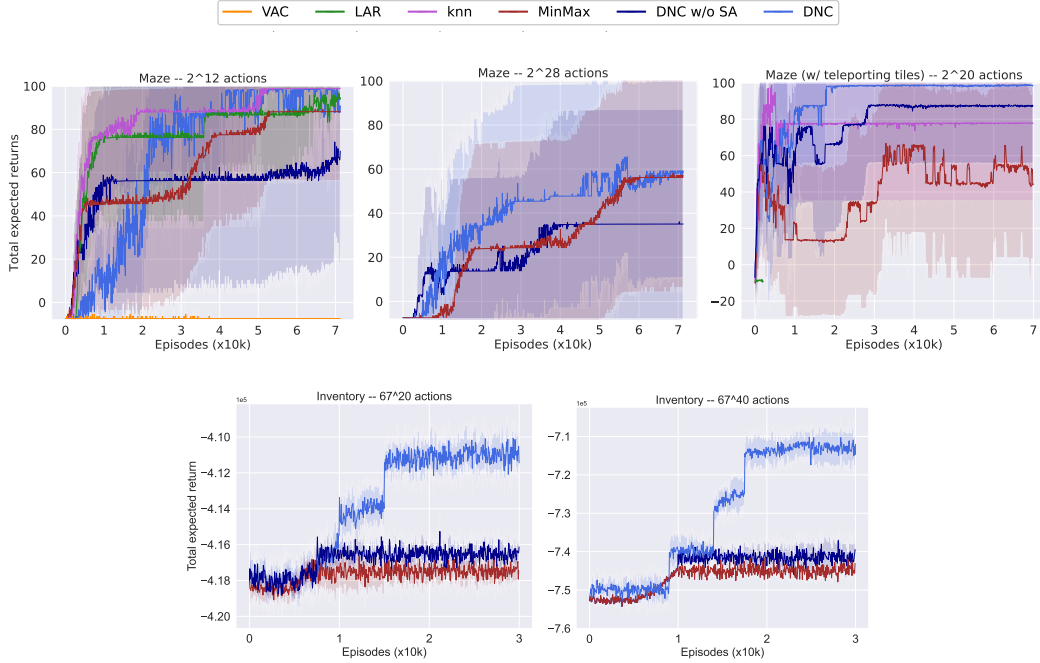 VAC LAR knn MinMax DNC w/o SA DNC
Maze -- 2^12 actions
Total expected returns
100
80
60
40
20
0
0 1 2 3 4 5 6 7
Episodes (x10k)
Maze -- 2^28 actions
100
80
60
40
20
0
0 1 2 3 4 5 6 7
Episodes (x10k)
Maze (w/ teleporting tiles) -- 2^20 actions
100
80
60
40
20
0
−20
0 1 2 3 4 5 6 7
Episodes (x10k)
Inventory -- 67^20 actions
1e5
Total expected return
−4.10
−4.12
−4.14
−4.16
−4.18
−4.20
0 1 2 3
Episodes (x10k)
Inventory -- 67^40 actions
1e5
−7.1
−7.2
−7.3
−7.4
−7.5
−7.6
0 1 2 3
Episodes (x10k)